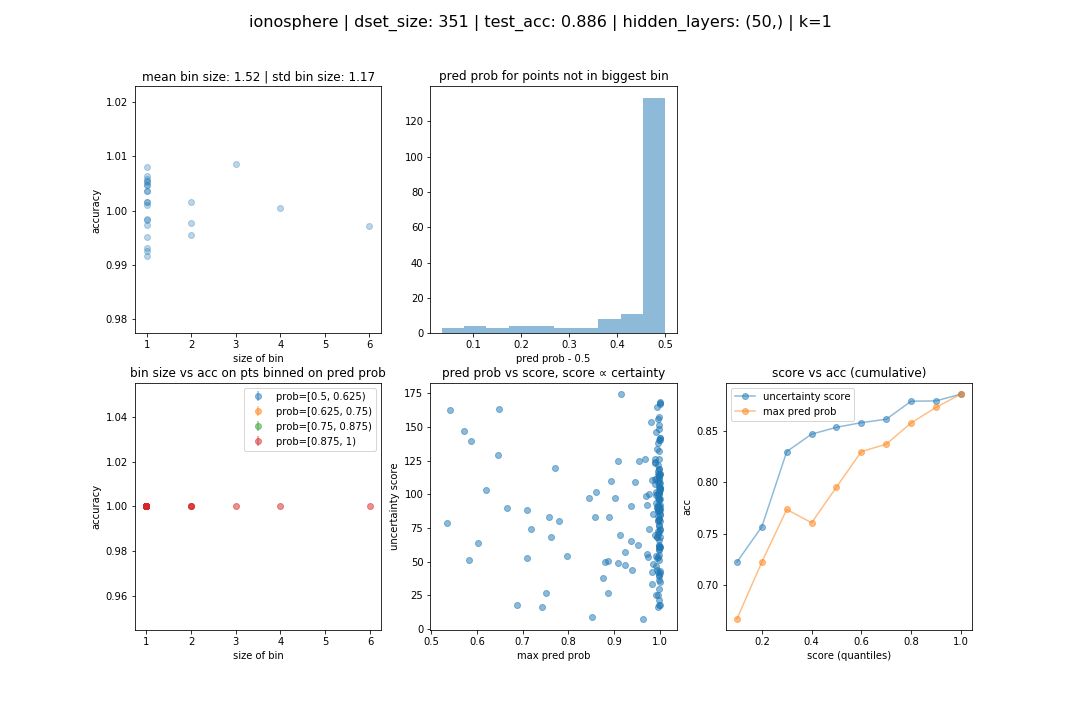 ionosphere | dset_size: 351 | test_acc: 0.886 | hidden_layers: (50,) | k=1
mean bin size: 1.52 | std bin size: 1.17
1.02
1.01
1.00
0.99
0.98
accuracy
1
2
3
4
5
6
size of bin
pred prob for points not in biggest bin
120
100
80
60
40
20
0
0.1
0.2
0.3
0.4
0.5
pred prob - 0.5
bin size vs acc on pts binned on pred prob
prob=[0.5, 0.625)
prob=[0.625, 0.75)
prob=[0.75, 0.875)
prob=[0.875, 1)
1.04
1.02
1.00
0.98
0.96
accuracy
1
2
3
4
5
6
size of bin
pred prob vs score, score ∝ certainty
175
150
125
100
75
50
25
0
uncertainty score
0.5
0.6
0.7
0.8
0.9
1.0
max pred prob
score vs acc (cumulative)
uncertainty score
max pred prob
0.85
0.80
0.75
0.70
acc
0.2
0.4
0.6
0.8
1.0
score (quantiles)